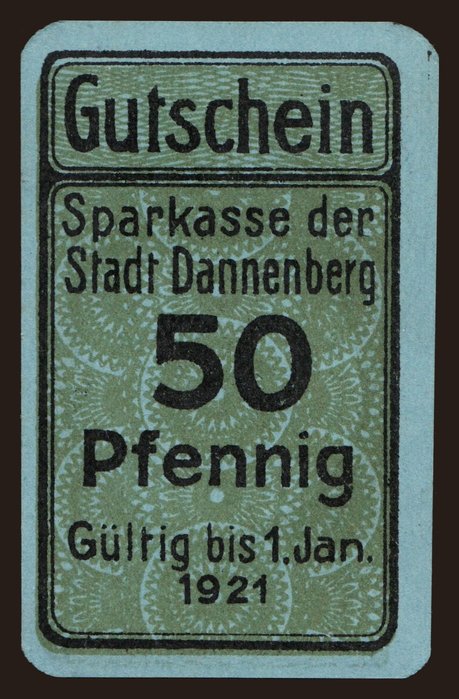 Gutschein
Sparkasse der
Stadt Dannenberg
50
Pfennig
Gültig bis 1. Jan.
1921